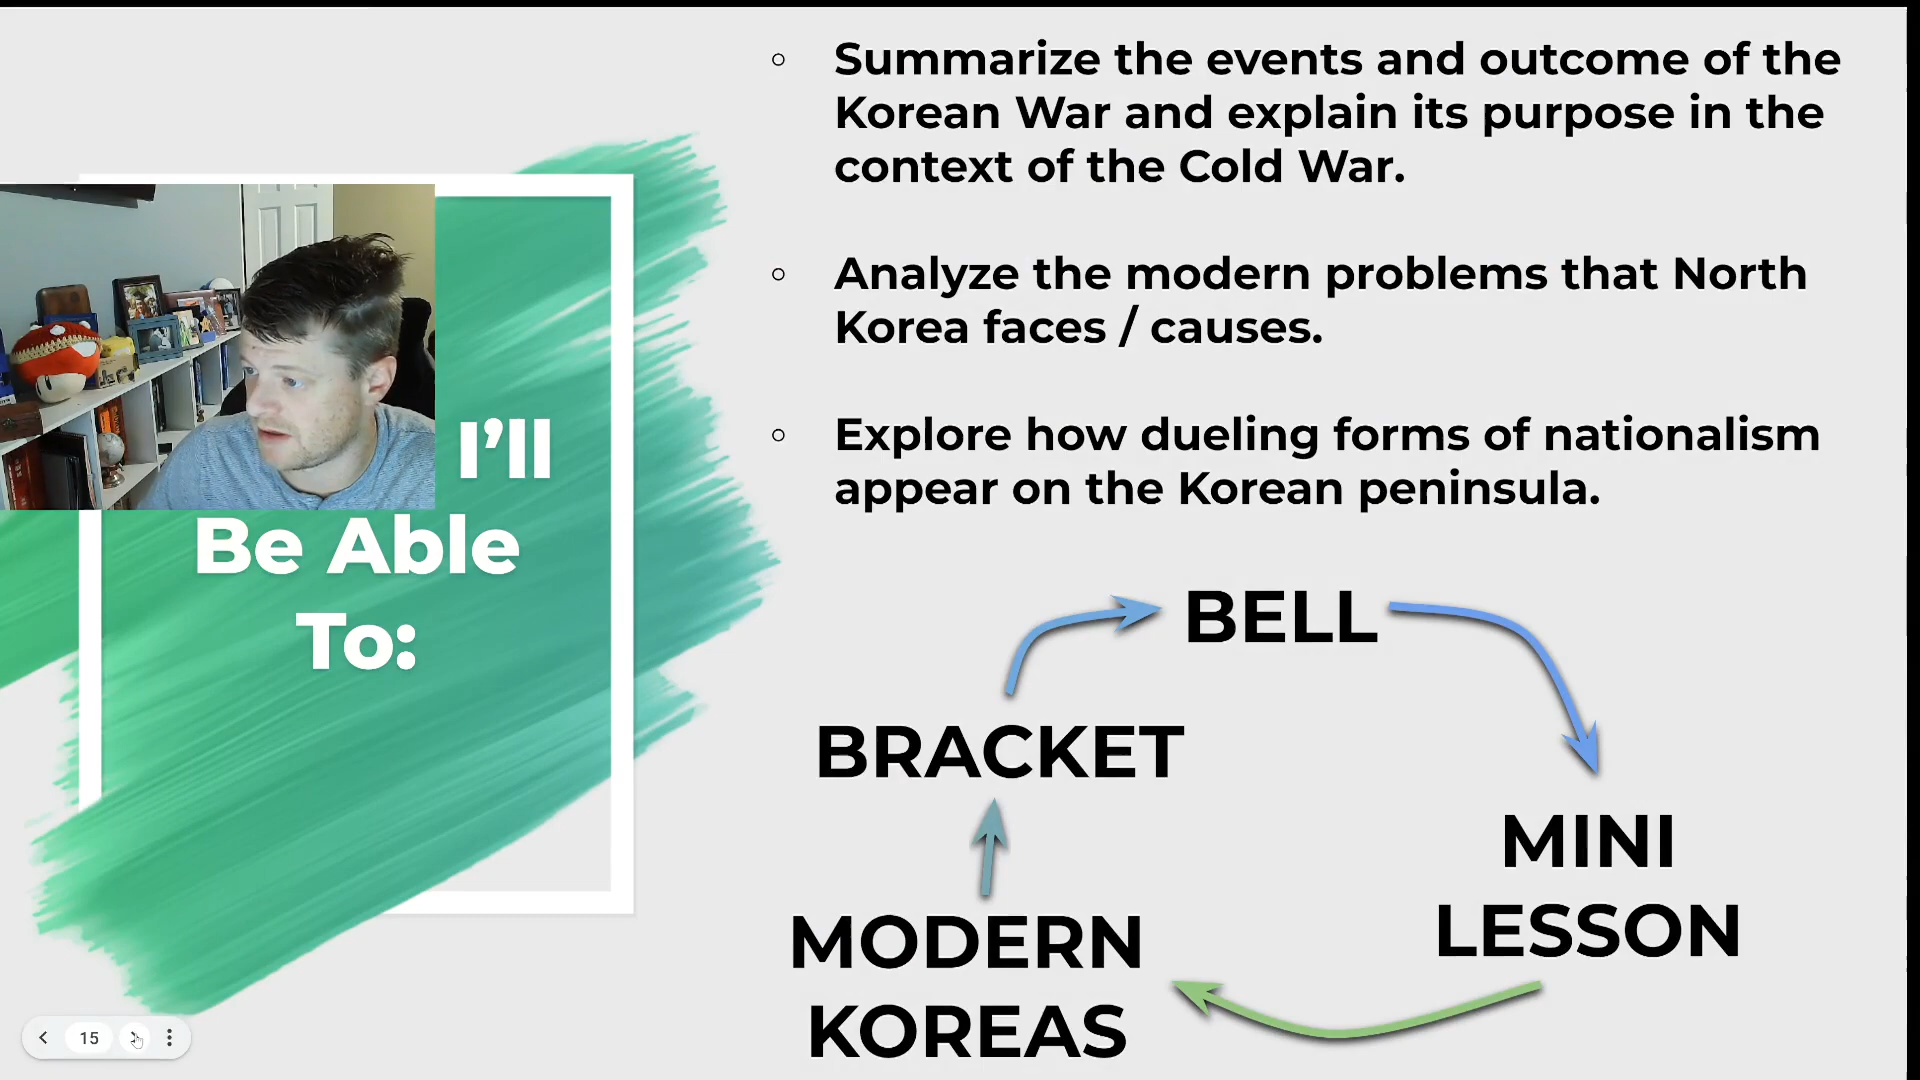 I'll
Be Able
To:
◦ Summarize the events and outcome of the
Korean War and explain its purpose in the
context of the Cold War.
◦ Analyze the modern problems that North
Korea faces / causes.
◦ Explore how dueling forms of nationalism
appear on the Korean peninsula.
BELL
BRACKET
MINI
LESSON
MODERN
KOREAS
15